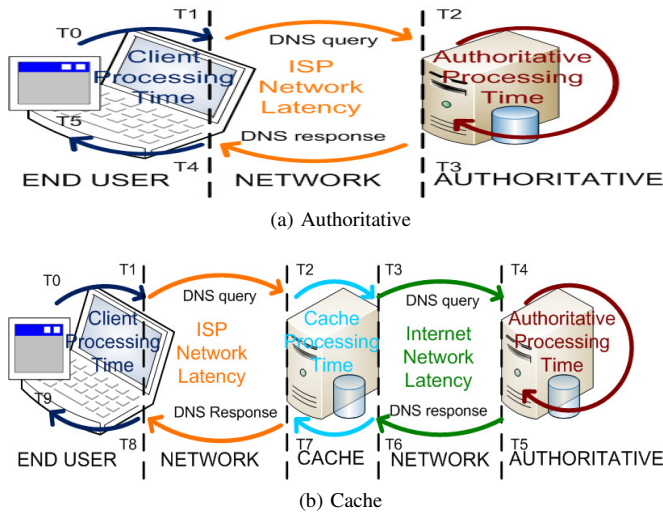 T0
T1
T2
DNS query
Client
Processing
Time
ISP
Network
Latency
Authoritative
Processing
Time
T5
T4
DNS response
T3
END USER
NETWORK
AUTHORITATIVE
(a) Authoritative
T0
T1
T2
T3
T4
DNS query
DNS query
Client
Processing
Time
ISP
Network
Latency
Cache
Processing
Time
Internet
Network
Latency
Authoritative
Processing
Time
T9
DNS Response
DNS response
T8
T7
T6
T5
END USER
NETWORK
CACHE
NETWORK
AUTHORITATIVE
(b) Cache